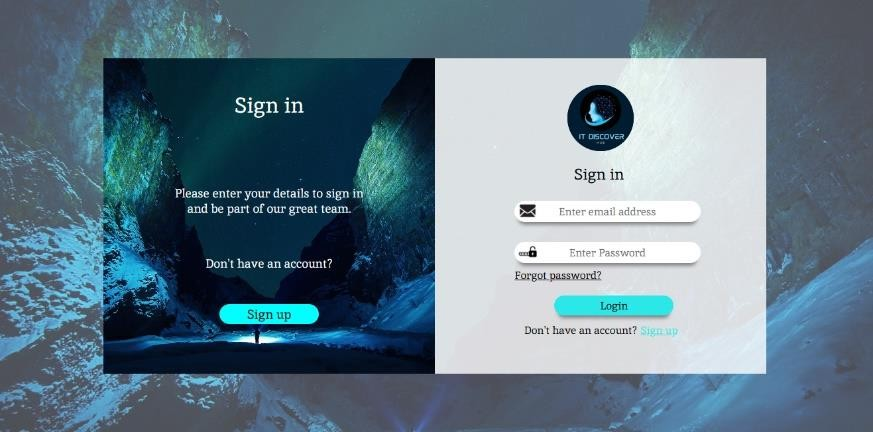 Sign in
Please enter your details to sign in
and be part of our great team.
Don't have an account?
Sign up
IT DISCOVER
Sign in
Enter email address
Enter Password
Forgot password?
Login
Don't have an account? Sign up